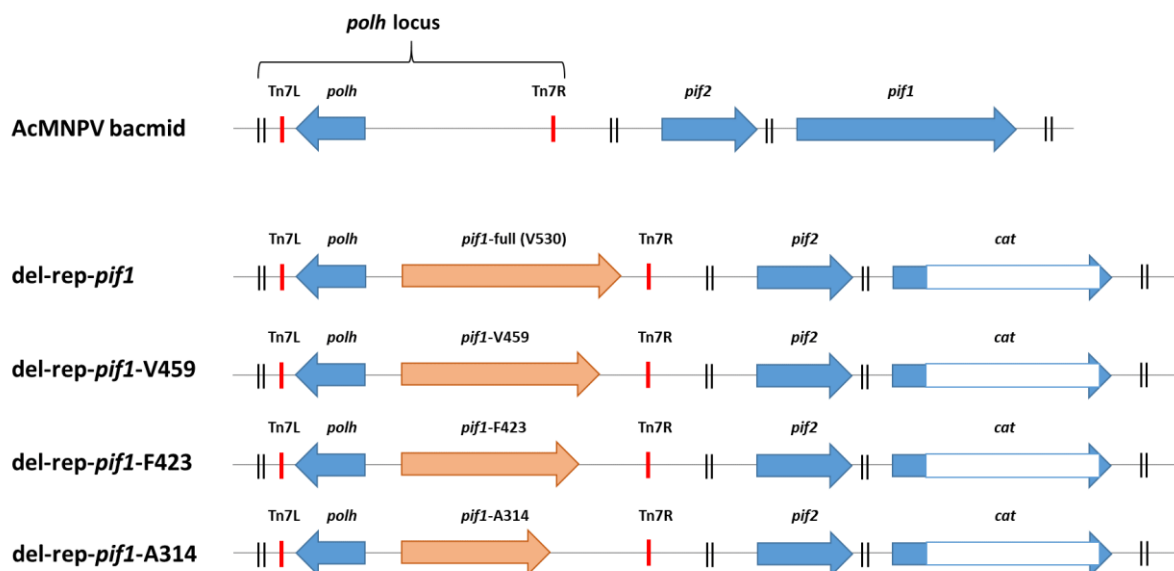 polh locus
Tn7L polh Tn7R pif2 pif1
AcMNPV bacmid
Tn7L polh pif1-full (V530) Tn7R pif2 cat
del-rep-pif1
Tn7L polh pif1-V459 Tn7R pif2 cat
del-rep-pif1-V459
Tn7L polh pif1-F423 Tn7R pif2 cat
del-rep-pif1-F423
Tn7L polh pif1-A314 Tn7R pif2 cat
del-rep-pif1-A314